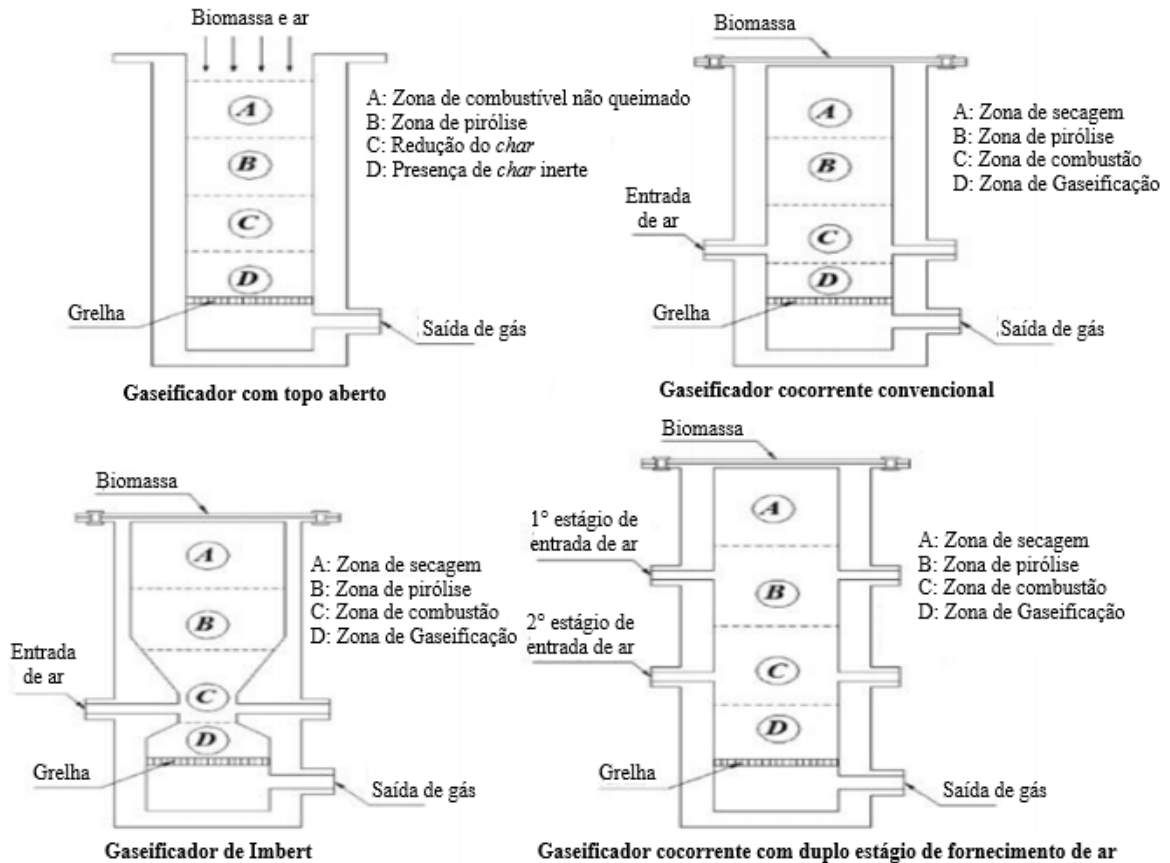 Biomassa e ar
A
B
C
D
A: Zona de combustível não queimado
B: Zona de pirólise
C: Redução do char
D: Presença de char inerte
Grelha
Saída de gás
Gaseificador com topo aberto
Biomassa
A
B
C
D
A: Zona de secagem
B: Zona de pirólise
C: Zona de combustão
D: Zona de Gaseificação
Entrada
de ar
Grelha
Saída de gás
Gaseificador cocorrente convencional
Biomassa
A
B
C
D
A: Zona de secagem
B: Zona de pirólise
C: Zona de combustão
D: Zona de Gaseificação
Entrada
de ar
Grelha
Saída de gás
Gaseificador de Imbert
Biomassa
1° estágio de
entrada de ar
2° estágio de
entrada de ar
A
B
C
D
A: Zona de secagem
B: Zona de pirólise
C: Zona de combustão
D: Zona de Gaseificação
Grelha
Saída de gás
Gaseificador cocorrente com duplo estágio de fornecimento de ar